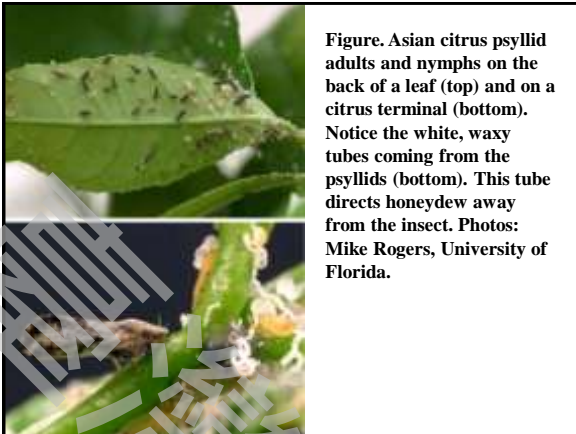 Figure. Asian citrus psyllid
adults and nymphs on the
back of a leaf (top) and on a
citrus terminal (bottom).
Notice the white, waxy
tubes coming from the
psyllids (bottom). This tube
directs honeydew away
from the insect. Photos:
Mike Rogers, University of
Florida.